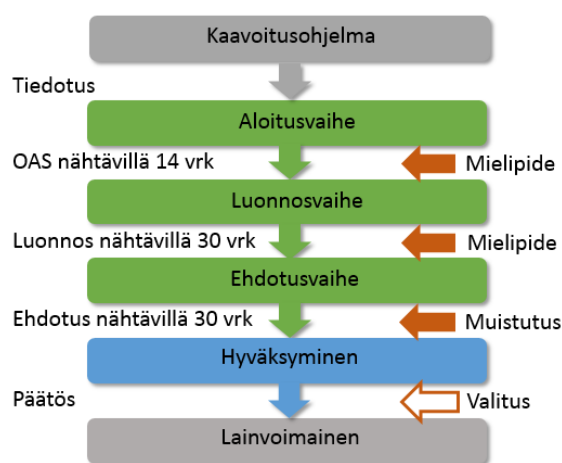 Kaavoitusohjelma
Tiedotus
Aloitusvaihe
OAS nähtävillä 14 vrk
Mielipide
Luonnosvaihe
Luonnos nähtävillä 30 vrk
Mielipide
Ehdotusvaihe
Ehdotus nähtävillä 30 vrk
Muistutus
Hyväksyminen
Päätös
Valitus
Lainvoimainen